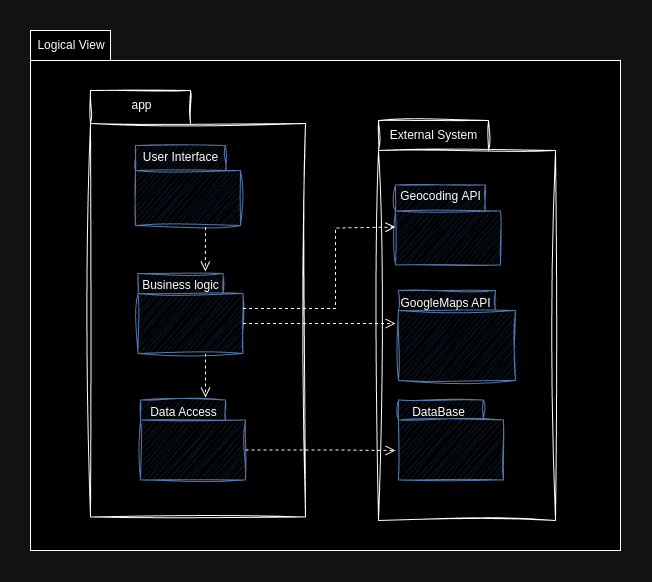 Logical View
app
External System
User Interface
Geocoding API
Business logic
GoogleMaps API
Data Access
DataBase